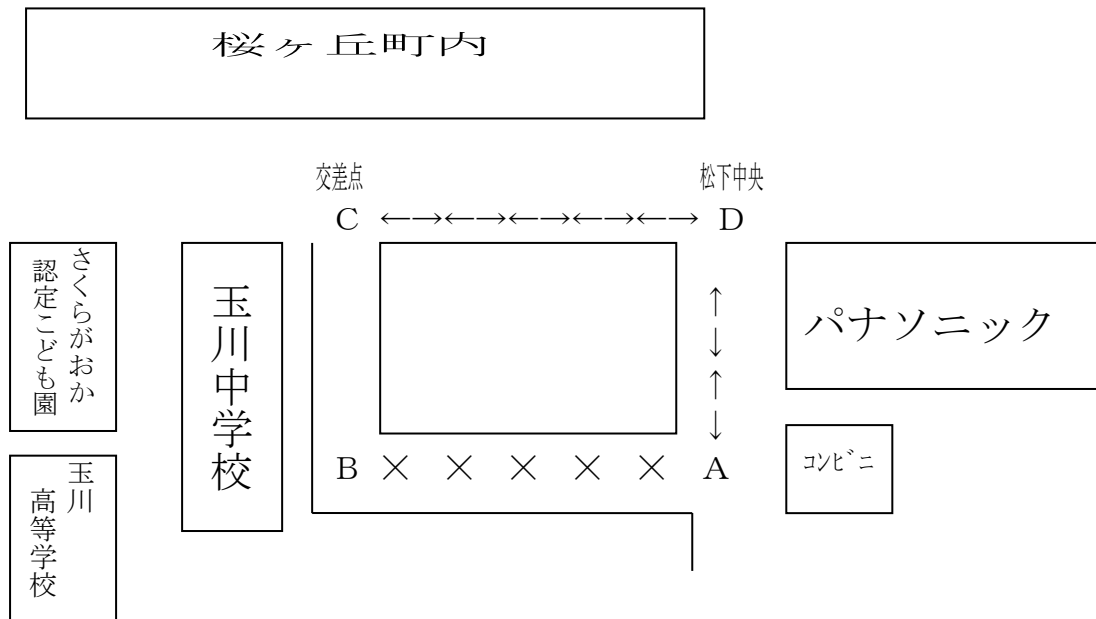 桜ヶ丘町内
交差点
松下中央
C ←→←→←→←→←→ D
さくらがおか
認定こども園
玉川中学校
↑
↓
↑
↓
パナソニック
B × × × × × A
コンビニ
玉川
高等学校